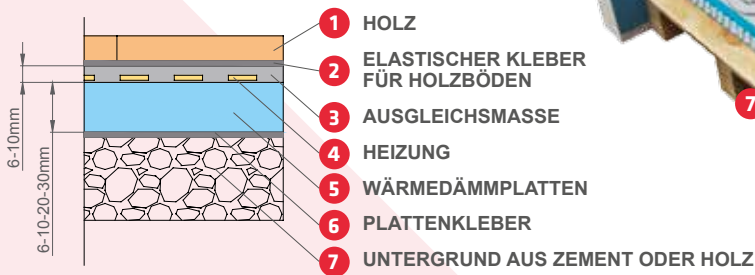 1 HOLZ
2 ELASTISCHER KLEBER
FÜR HOLZBÖDEN
3 AUSGLEICHSMASSE
4 HEIZUNG
5 WÄRMEDÄMMPLATTEN
6 PLATTENKLEBER
7 UNTERGRUND AUS ZEMENT ODER HOLZ
6-10mm
6-10-20-30mm
7